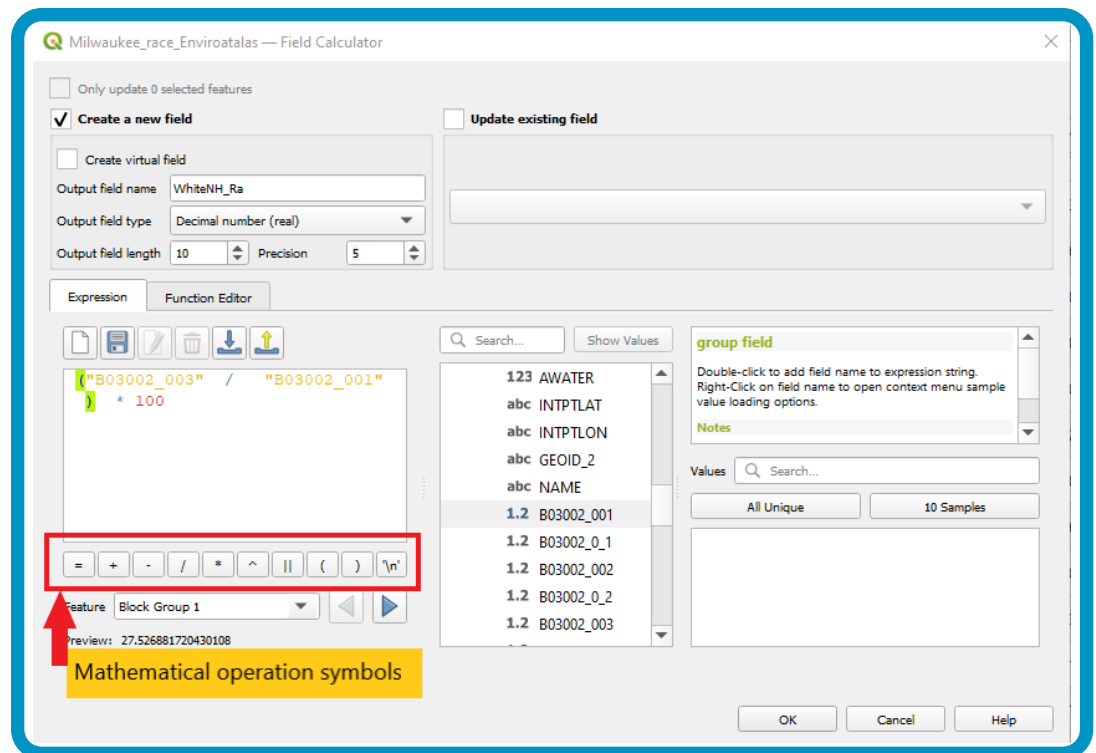 Milwaukee_race_Enviroatalas — Field Calculator
Only update 0 selected features
Create a new field
Update existing field
Create virtual field
Output field name WhiteNH_Ra
Output field type Decimal number (real)
Output field length 10 Precision 5
Expression Function Editor
Search... Show Values
group field
Double-click to add field name to expression string.
Right-Click on field name to open context menu sample
value loading options.
Notes
("B03002_003" / "B03002_001"
) * 100
123 AWATER
abc INTPTLAT
abc INTPTLON
abc GEOID_2
abc NAME
1.2 B03002_001
1.2 B03002_0_1
1.2 B03002_002
1.2 B03002_0_2
1.2 B03002_003
Values Search...
All Unique 10 Samples
= + - / * ^ || ( ) '\n'
Feature Block Group 1
Preview: 27.526881720430108
Mathematical operation symbols
OK Cancel Help